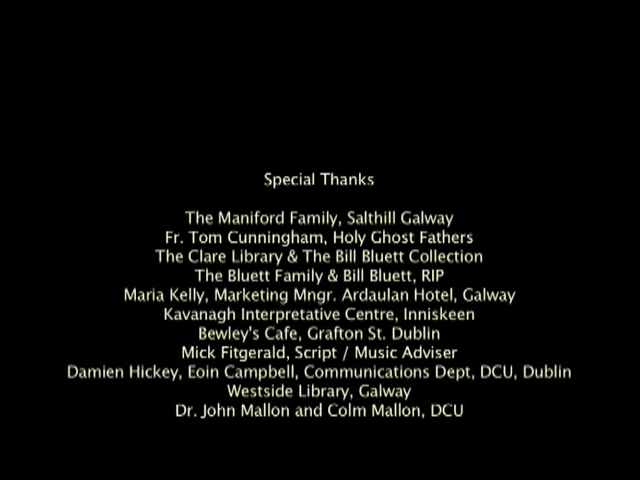 Special Thanks
The Maniford Family, Salthill Galway
Fr. Tom Cunningham, Holy Ghost Fathers
The Clare Library & The Bill Bluett Collection
The Bluett Family & Bill Bluett, RIP
Maria Kelly, Marketing Mngr. Ardaulan Hotel, Galway
Kavanagh Interpretative Centre, Inniskeen
Bewley's Cafe, Grafton St. Dublin
Mick Fitgerald, Script / Music Adviser
Damien Hickey, Eoin Campbell, Communications Dept, DCU, Dublin
Westside Library, Galway
Dr. John Mallon and Colm Mallon, DCU